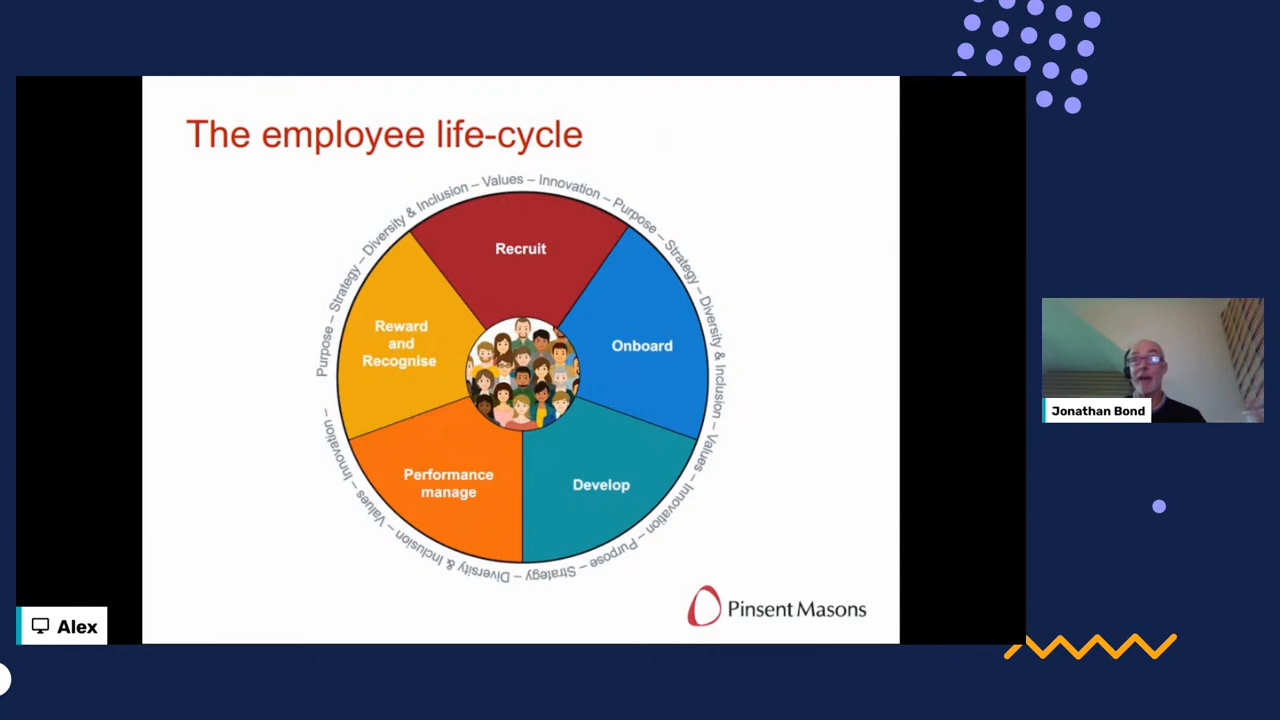 The employee life-cycle
Purpose – Strategy – Diversity & Inclusion – Values – Innovation – Purpose – Strategy – Diversity & Inclusion – Values – Innovation – Purpose – Strategy – Diversity & Inclusion – Values – Innovation –
Recruit
Onboard
Develop
Performance
manage
Reward
and
Recognise
Pinsent Masons
Alex
Jonathan Bond